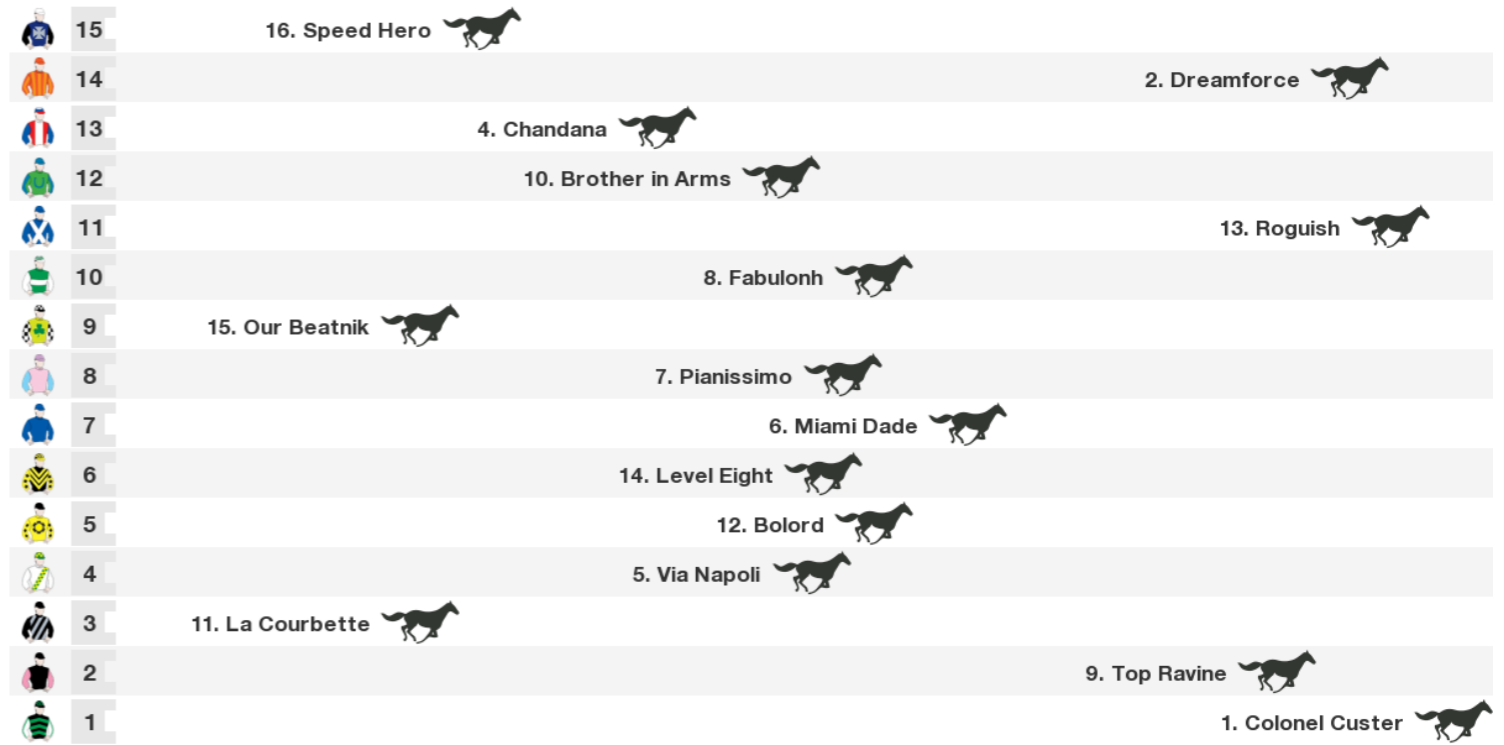 15 16. Speed Hero
14 2. Dreamforce
13 4. Chandana
12 10. Brother in Arms
11 13. Roguish
10 8. Fabulonh
9 15. Our Beatnik
8 7. Pianissimo
7 6. Miami Dade
6 14. Level Eight
5 12. Bolord
4 5. Via Napoli
3 11. La Courbette
2 9. Top Ravine
1 1. Colonel Custer